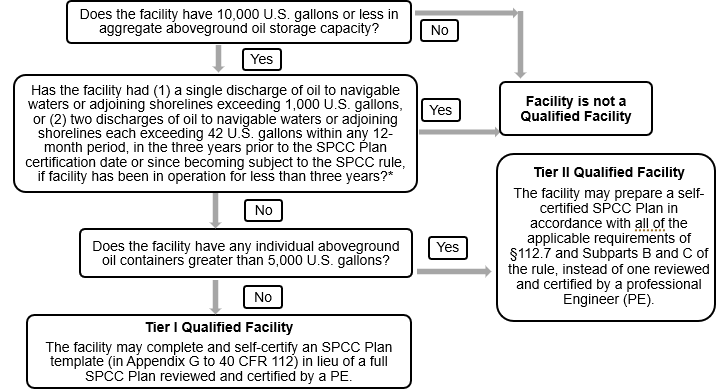 Does the facility have 10,000 U.S. gallons or less in
aggregate aboveground oil storage capacity?
No
Yes
Has the facility had (1) a single discharge of oil to navigable
waters or adjoining shorelines exceeding 1,000 U.S. gallons,
or (2) two discharges of oil to navigable waters or adjoining
shorelines each exceeding 42 U.S. gallons within any 12-
month period, in the three years prior to the SPCC Plan
certification date or since becoming subject to the SPCC rule,
if facility has been in operation for less than three years?*
Yes
Facility is not a
Qualified Facility
No
Does the facility have any individual aboveground
oil containers greater than 5,000 U.S. gallons?
Yes
Tier II Qualified Facility
The facility may prepare a self-
certified SPCC Plan in
accordance with all of the
applicable requirements of
§112.7 and Subparts B and C of
the rule, instead of one reviewed
and certified by a professional
Engineer (PE).
No
Tier I Qualified Facility
The facility may complete and self-certify an SPCC Plan
template (in Appendix G to 40 CFR 112) in lieu of a full
SPCC Plan reviewed and certified by a PE.